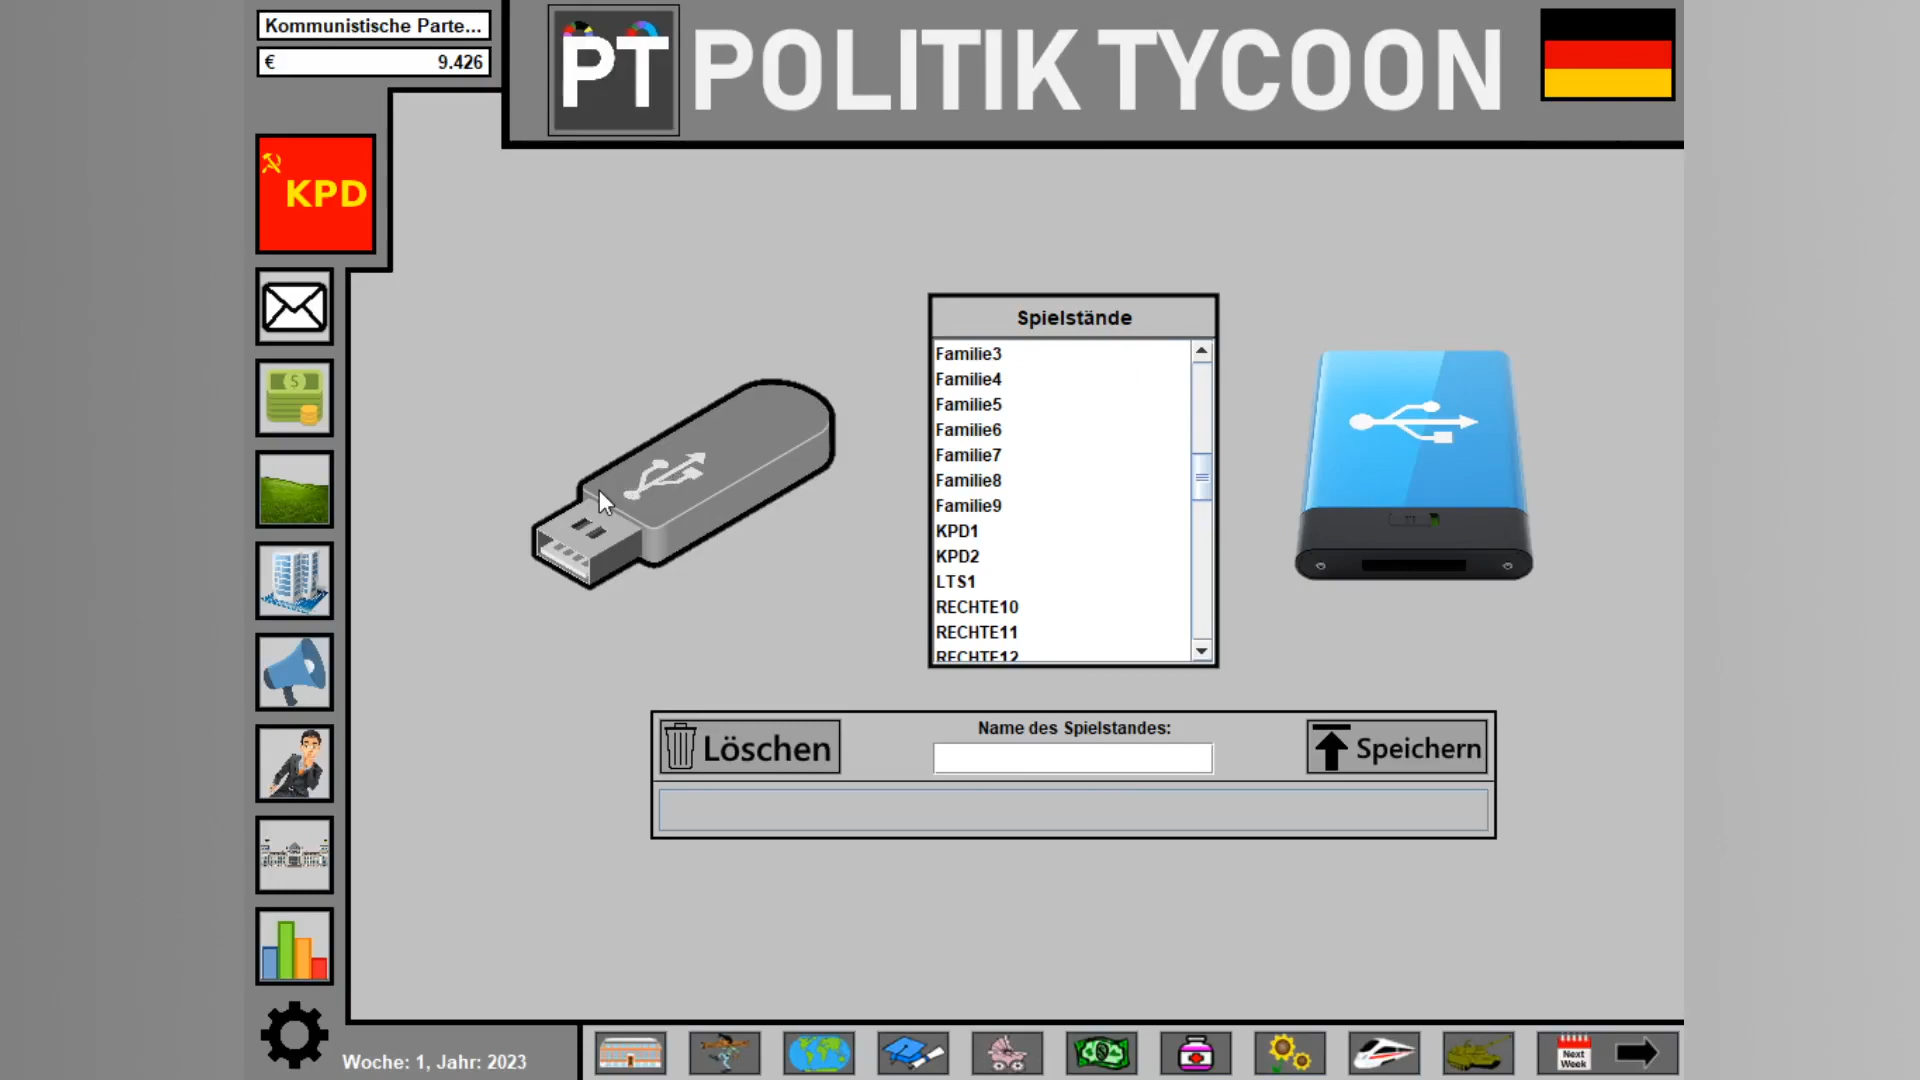 Kommunistische Parte...
€ 9.426
PT POLITIK TYCOON
KPD
Spielstände
Familie3
Familie4
Familie5
Familie6
Familie7
Familie8
Familie9
KPD1
KPD2
LTS1
RECHTE10
RECHTE11
RECHTE12
Löschen
Name des Spielstandes:
Speichern
Woche: 1, Jahr: 2023
Next
Week